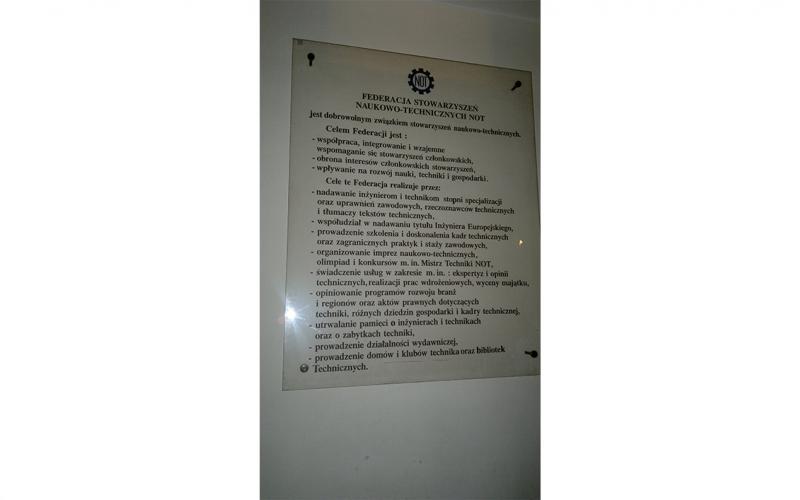 NOT
FEDERACJA STOWARZYSZEŃ
NAUKOWO-TECHNICZNYCH NOT
jest dobrowolnym związkiem stowarzyszeń naukowo-technicznych.
Celem Federacji jest :
- współpraca, integrowanie i wzajemne
wspomaganie się stowarzyszeń członkowskich,
- obrona interesów członkowskich stowarzyszeń,
- wpływanie na rozwój nauki, techniki i gospodarki.
Cele te Federacja realizuje przez:
- nadawanie inżynierom i technikom stopni specjalizacji
oraz uprawnień zawodowych, rzeczoznawców technicznych
i tłumaczy tekstów technicznych,
- współudział w nadawaniu tytułu Inżyniera Europejskiego,
- prowadzenie szkolenia i doskonalenia kadr technicznych
oraz zagranicznych praktyk i staży zawodowych,
- organizowanie imprez naukowo-technicznych,
olimpiad i konkursów m. in. Mistrz Techniki NOT,
- świadczenie usług w zakresie m. in. : ekspertyz i opinii
technicznych, realizacji prac wdrożeniowych, wyceny majątku,
- opiniowanie programów rozwoju branż
i regionów oraz aktów prawnych dotyczących
techniki, różnych dziedzin gospodarki i kadry technicznej,
- utrwalanie pamięci o inżynierach i technikach
oraz o zabytkach techniki,
- prowadzenie działalności wydawniczej,
- prowadzenie domów i klubów technika oraz bibliotek
Technicznych.